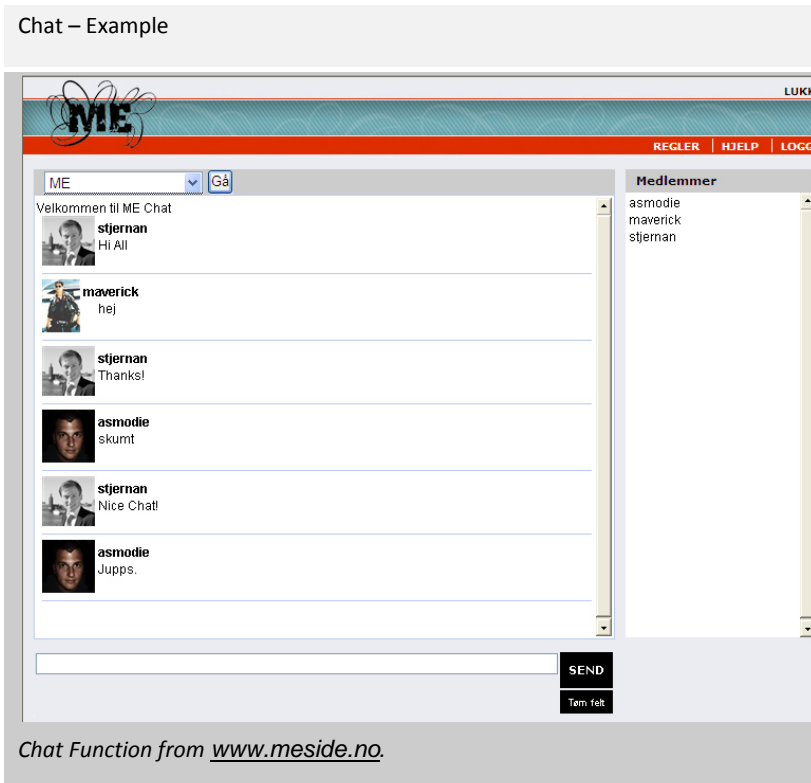 Chat – Example
ME
LUKK
REGLER | HJELP | LOGG
ME
Gå
Velkommen til ME Chat
stjernan
Hi All
maverick
hej
stjernan
Thanks!
asmodie
skumt
stjernan
Nice Chat!
asmodie
Jupps.
Medlemmer
asmodie
maverick
stjernan
SEND
Tøm felt
Chat Function from www.meside.no.